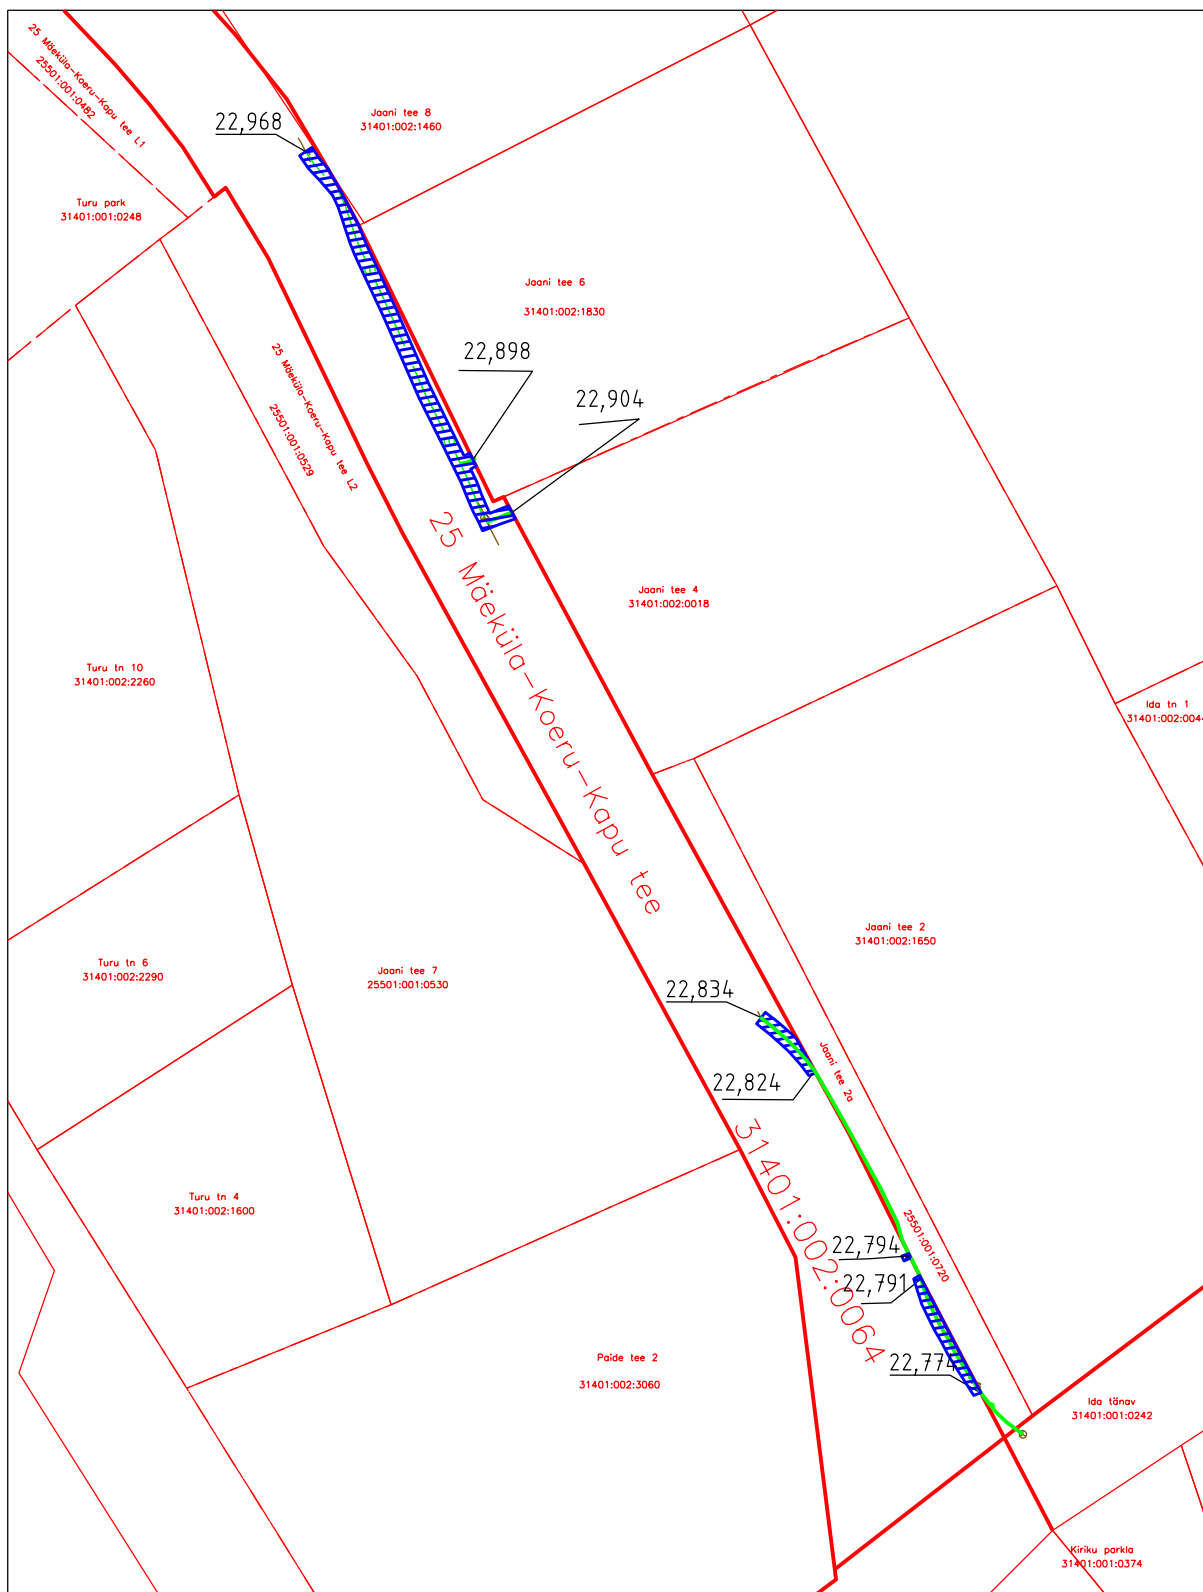 25 Mäeküla-Koeru-Kapu tee L1
25501:001:0482
22,968
Jaani tee 8
31401:002:1460
Turu park
31401:001:0248
Jaani tee 6
31401:002:1830
22,898
22,904
25 Mäeküla-Koeru-Kapu tee L2
25501:001:0529
25 Mäeküla-Koeru-Kapu tee
31401:002:0064
Jaani tee 4
31401:002:0018
Turu tn 10
31401:002:2260
Ida tn 1
31401:002:004
Jaani tee 2
31401:002:1650
Turu tn 6
31401:002:2290
Jaani tee 7
25501:001:0530
22,834
22,824
Jaani tee 2a
25501:001:0720
Turu tn 4
31401:002:1600
22,794
22,791
22,774
Paide tee 2
31401:002:3060
Ida tänav
31401:001:0242
Kiriku parkla
31401:001:0374